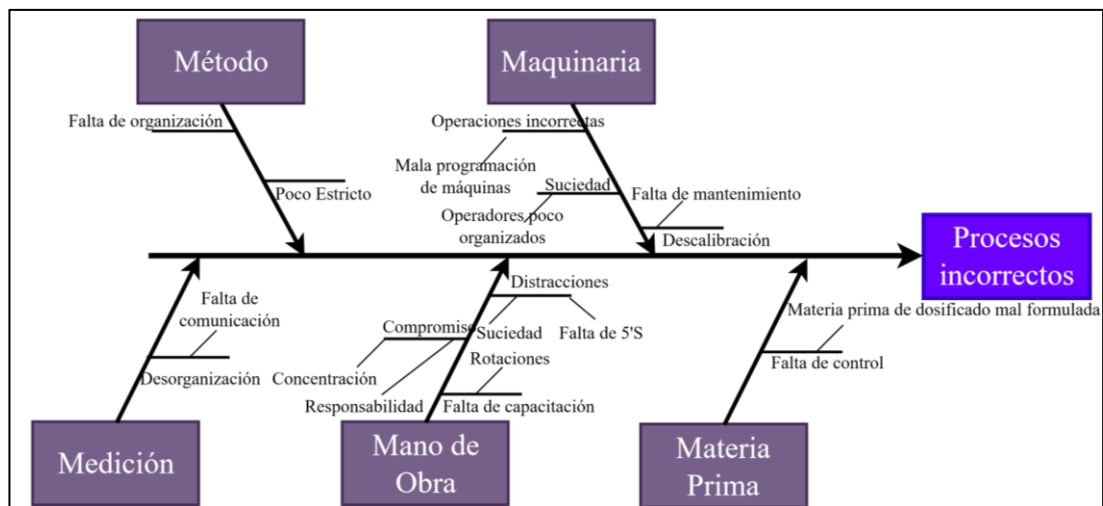 Método
Maquinaria
Falta de organización
Poco Estricto
Operaciones incorrectas
Mala programación
de máquinas
Suciedad
Operadores poco
organizados
Falta de mantenimiento
Descalibración
Procesos
incorrectos
Falta de
comunicación
Desorganización
Distracciones
Suciedad
Falta de 5'S
Compromiso
Concentración
Responsabilidad
Rotaciones
Falta de capacitación
Materia prima de dosificado mal formulada
Falta de control
Medición
Mano de
Obra
Materia
Prima